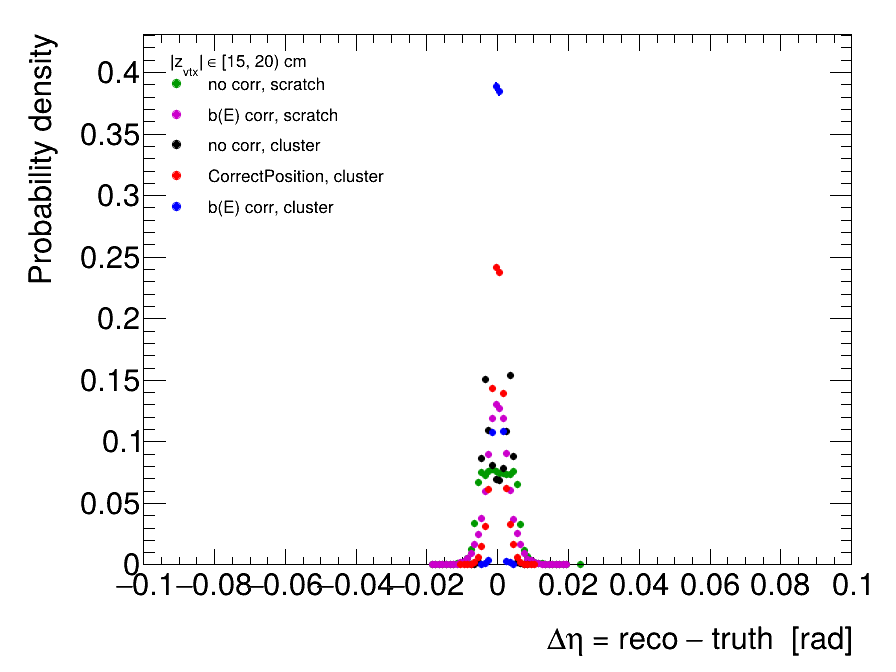 Probability density
|z_vtx| ∈ [15, 20) cm
no corr, scratch
b(E) corr, scratch
no corr, cluster
CorrectPosition, cluster
b(E) corr, cluster
0.4
0.35
0.3
0.25
0.2
0.15
0.1
0.05
0
−0.1 −0.08 −0.06 −0.04 −0.02 0 0.02 0.04 0.06 0.08 0.1
Δη = reco − truth [rad]